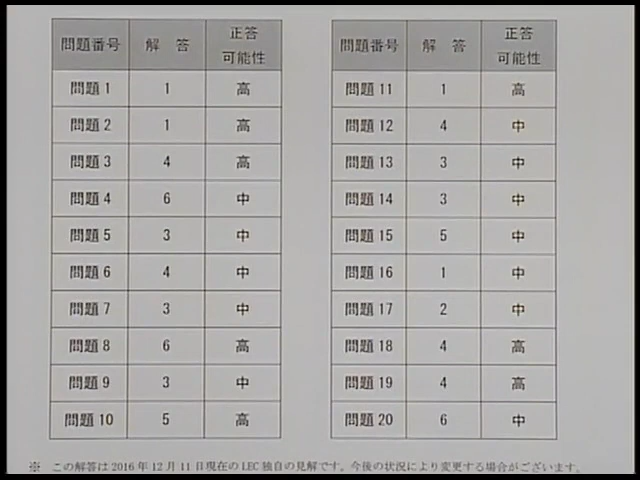 問題番号 解 答 正答可能性
問題 1 1 高
問題 2 1 高
問題 3 4 高
問題 4 6 中
問題 5 3 中
問題 6 4 中
問題 7 3 中
問題 8 6 高
問題 9 3 中
問題 10 5 高
問題番号 解 答 正答可能性
問題 11 1 高
問題 12 4 中
問題 13 3 中
問題 14 3 中
問題 15 5 中
問題 16 1 中
問題 17 2 中
問題 18 4 高
問題 19 4 高
問題 20 6 中
※ この解答は 2016 年 12 月 11 日現在の LEC 独自の見解です。今後の状況により変更する場合がございます。